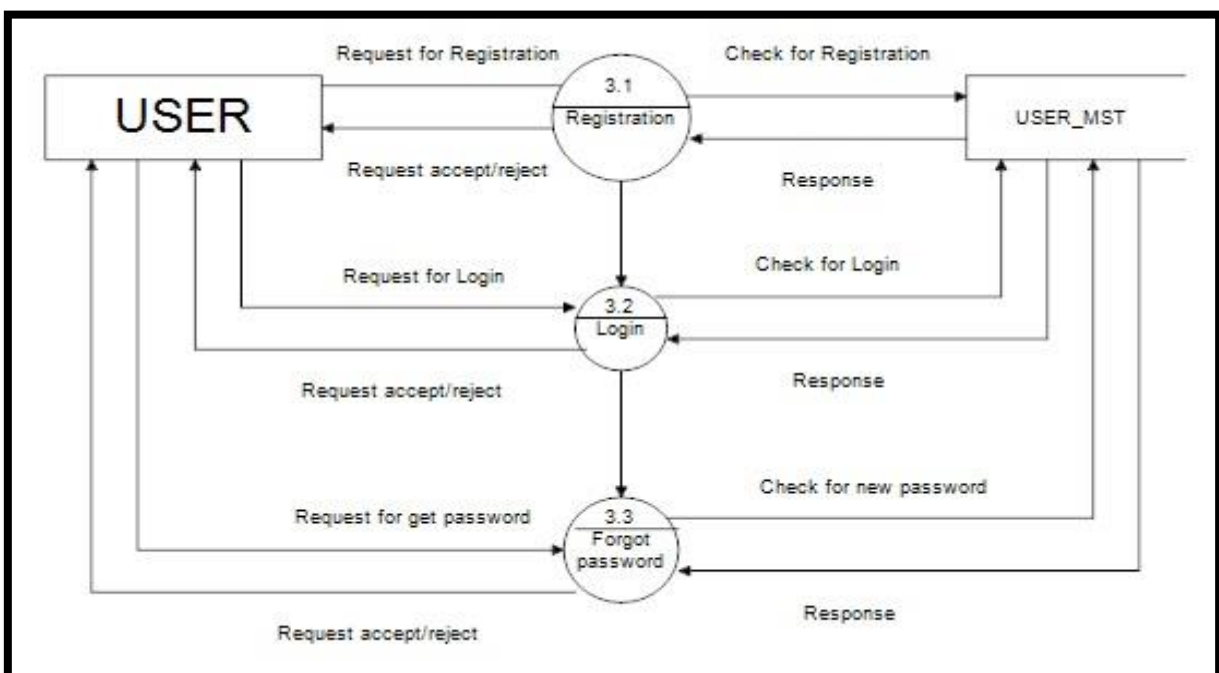 Request for Registration
Check for Registration
3.1
Registration
USER
USER_MST
Request accept/reject
Response
Request for Login
Check for Login
3.2
Login
Request accept/reject
Response
Request for get password
Check for new password
3.3
Forgot
password
Request accept/reject
Response